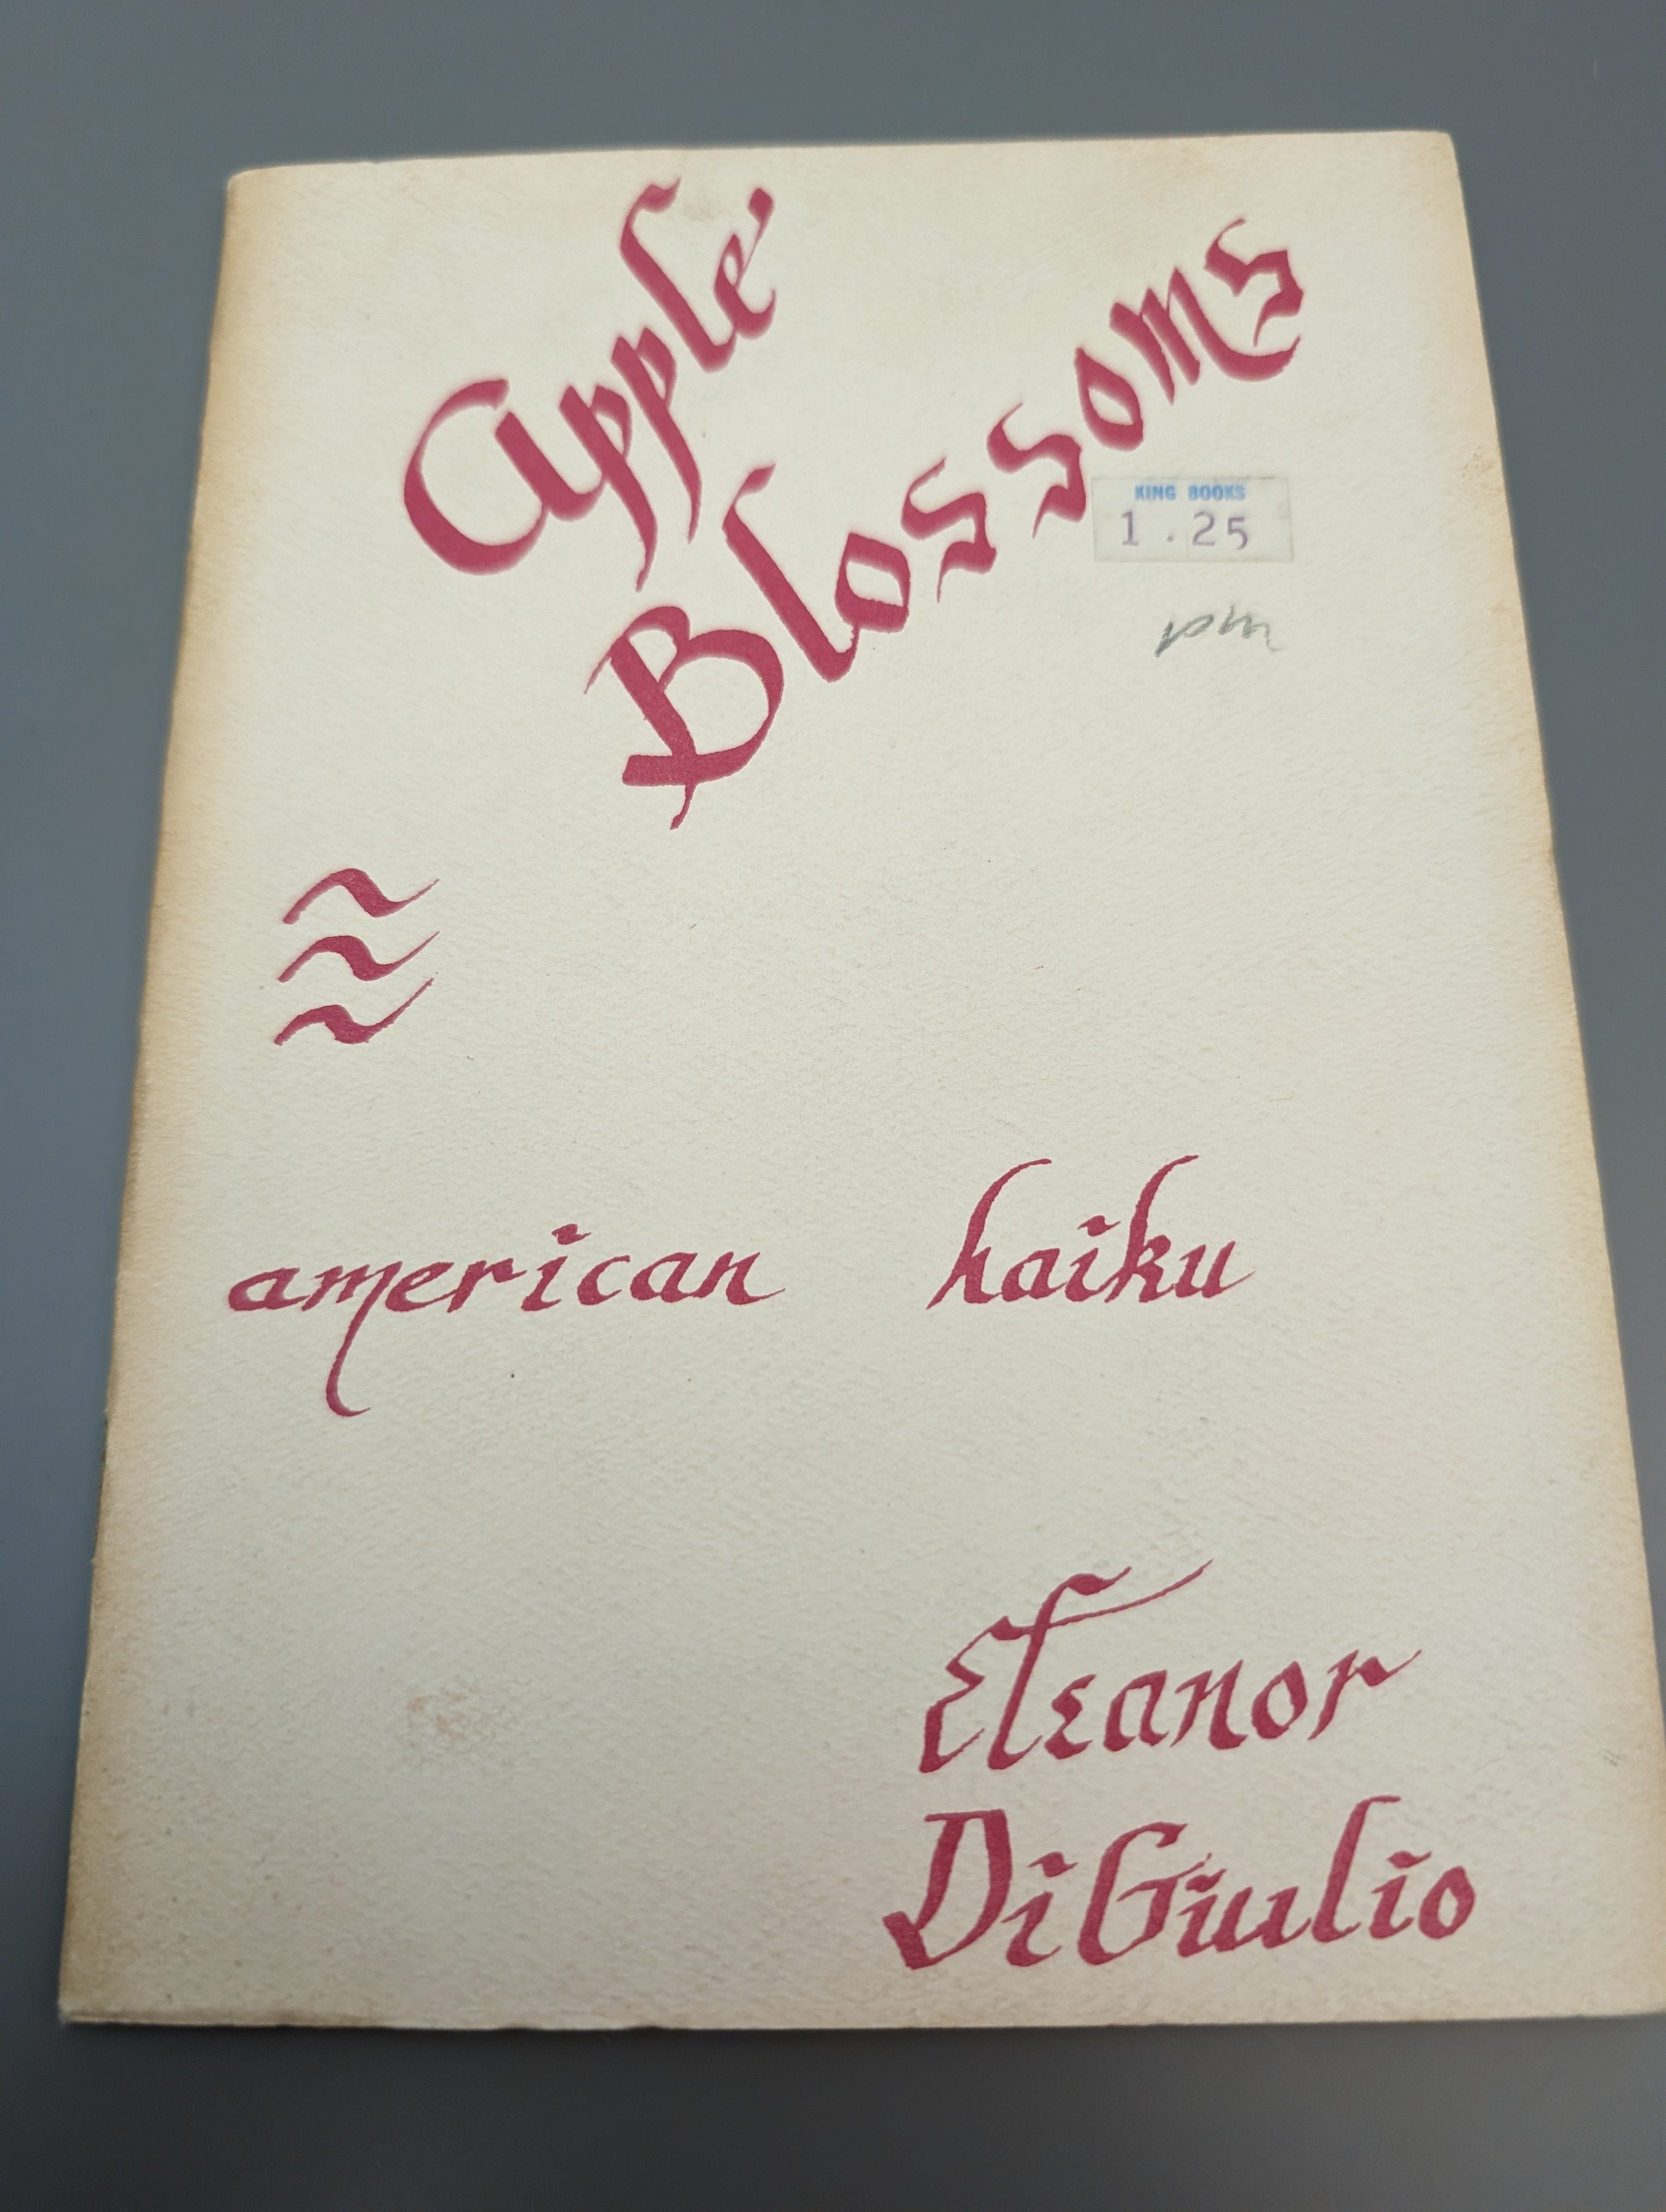 Apple
Blossoms
KING BOOKS
1.25
pm
american haiku
Eleanor
DiGiulio